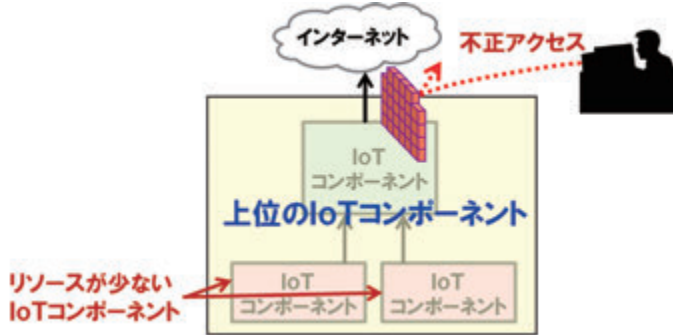 インターネット
不正アクセス
IoT
コンポーネント
上位のIoTコンポーネント
リソースが少ない
IoTコンポーネント
IoT
コンポーネント
IoT
コンポーネント